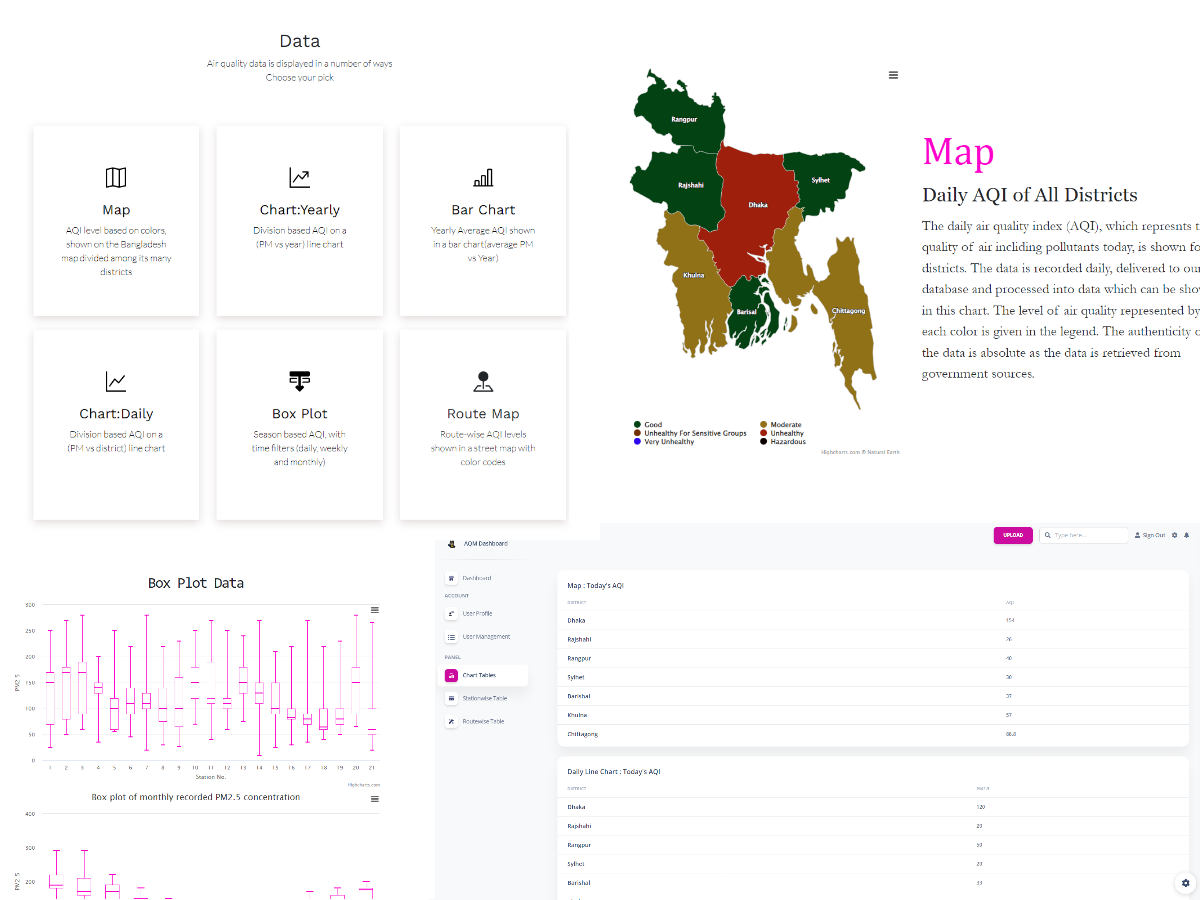 Data
Air quality data is displayed in a number of ways
Choose your pick
Map
AQI level based on colors,
shown on the Bangladesh
map divided among its many
districts
Chart:Yearly
Division based AQI on a
(PM vs year) line chart
Bar Chart
Yearly Average AQI shown
in a bar chart(average PM
vs Year)
Chart:Daily
Division based AQI on a
(PM vs district) line chart
Box Plot
Season based AQI, with
time filters (daily, weekly
and monthly)
Route Map
Route-wise AQI levels
shown in a street map with
color codes
Rangpur
Rajshahi
Sylhet
Dhaka
Khulna
Barisal
Chittagong
Good
Unhealthy For Sensitive Groups
Very Unhealthy
Moderate
Unhealthy
Hazardous
Highcharts.com © Natural Earth
Map
Daily AQI of All Districts
The daily air quality index (AQI), which represnts t
quality of air incliding pollutants today, is shown fo
districts. The data is recorded daily, delivered to ou
database and processed into data which can be sho
in this chart. The level of air quality represented by
each color is given in the legend. The authenticity o
the data is absolute as the data is retrieved from
government sources.
Box Plot Data
300
250
200
150
100
50
0
PM2.5
1 2 3 4 5 6 7 8 9 10 11 12 13 14 15 16 17 18 19 20 21
Station No.
Highcharts.com
Box plot of monthly recorded PM2.5 concentration
400
300
200
PM2.5
AQM Dashboard
Dashboard
ACCOUNT
User Profile
User Management
PANEL
Chart Tables
Stationwise Table
Routewise Table
UPLOAD
Type here...
Sign Out
Map : Today's AQI
DISTRICT AQI
Dhaka 154
Rajshahi 26
Rangpur 40
Sylhet 30
Barishal 37
Khulna 57
Chittagong 66.8
Daily Line Chart : Today's AQI
DISTRICT PM2.5
Dhaka 120
Rajshahi 20
Rangpur 50
Sylhet 20
Barishal 33